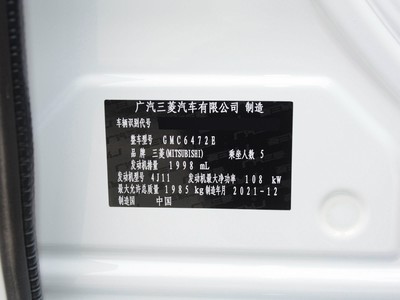 广汽三菱汽车有限公司 制造
车辆识别代号
整车型号 GMC6472E
品 牌 三菱(MITSUBISHI) 乘坐人数 5
发动机排量 1998 mL
发动机型号 4J11 发动机最大净功率 108 kW
最大允许总质量 1985 kg 制造年月 2021-12
制造国 中国